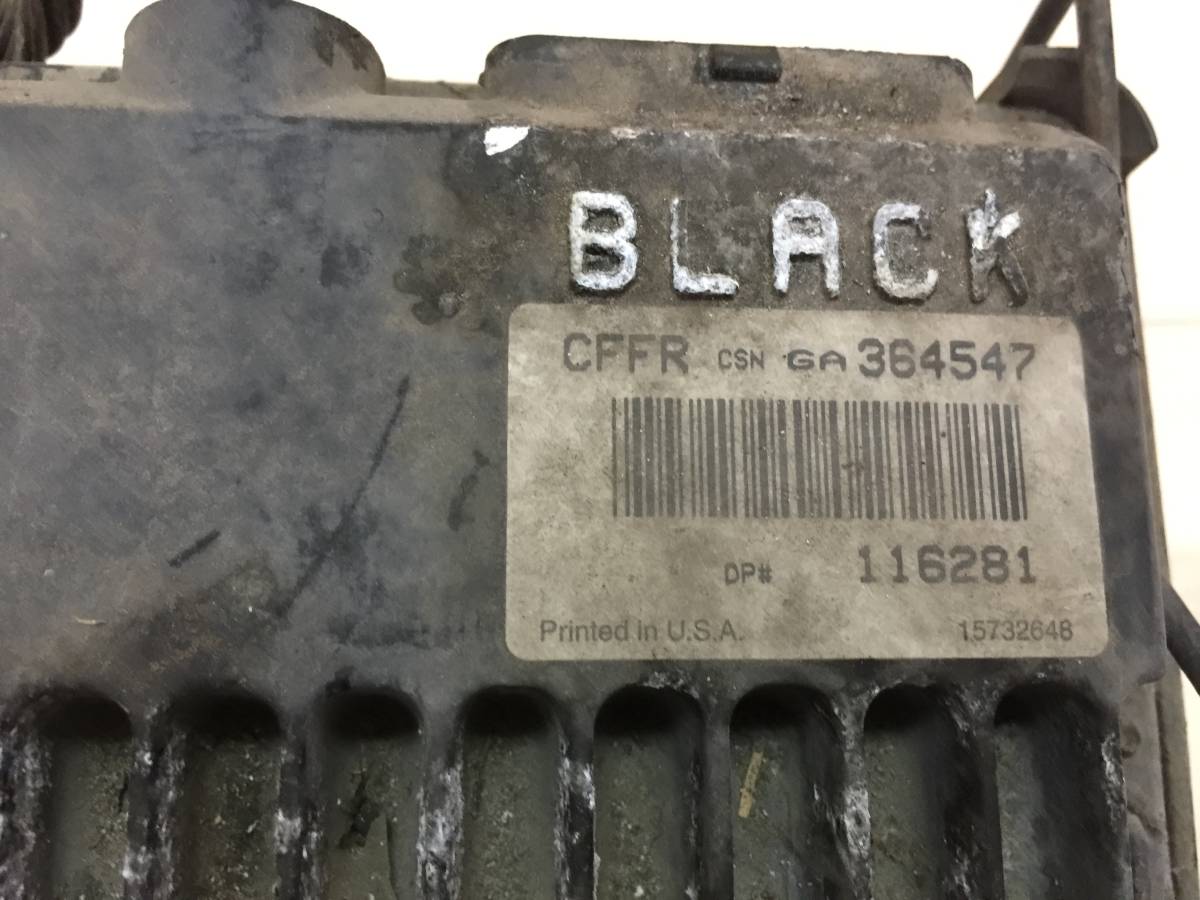 BLACK
CFFR CSN GA 364547
DP# 116281
Printed in U.S.A. 15732648